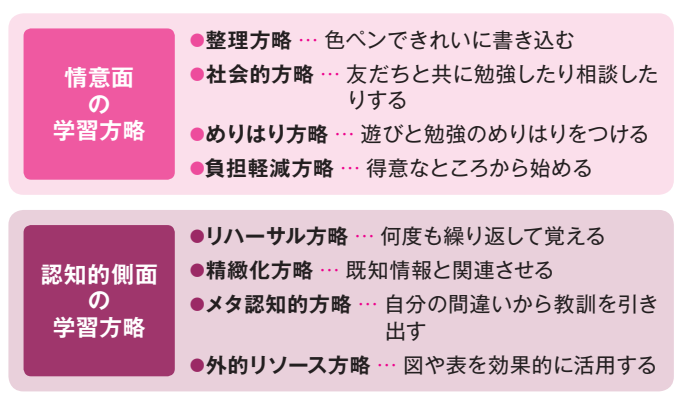 情意面
の
学習方略
●整理方略 … 色ペンできれいに書き込む
●社会的方略 … 友だちと共に勉強したり相談した
りする
●めりはり方略 … 遊びと勉強のめりはりをつける
●負担軽減方略 … 得意なところから始める
認知的側面
の
学習方略
●リハーサル方略 … 何度も繰り返して覚える
●精緻化方略 … 既知情報と関連させる
●メタ認知的方略 … 自分の間違いから教訓を引き
出す
●外的リソース方略 … 図や表を効果的に活用する